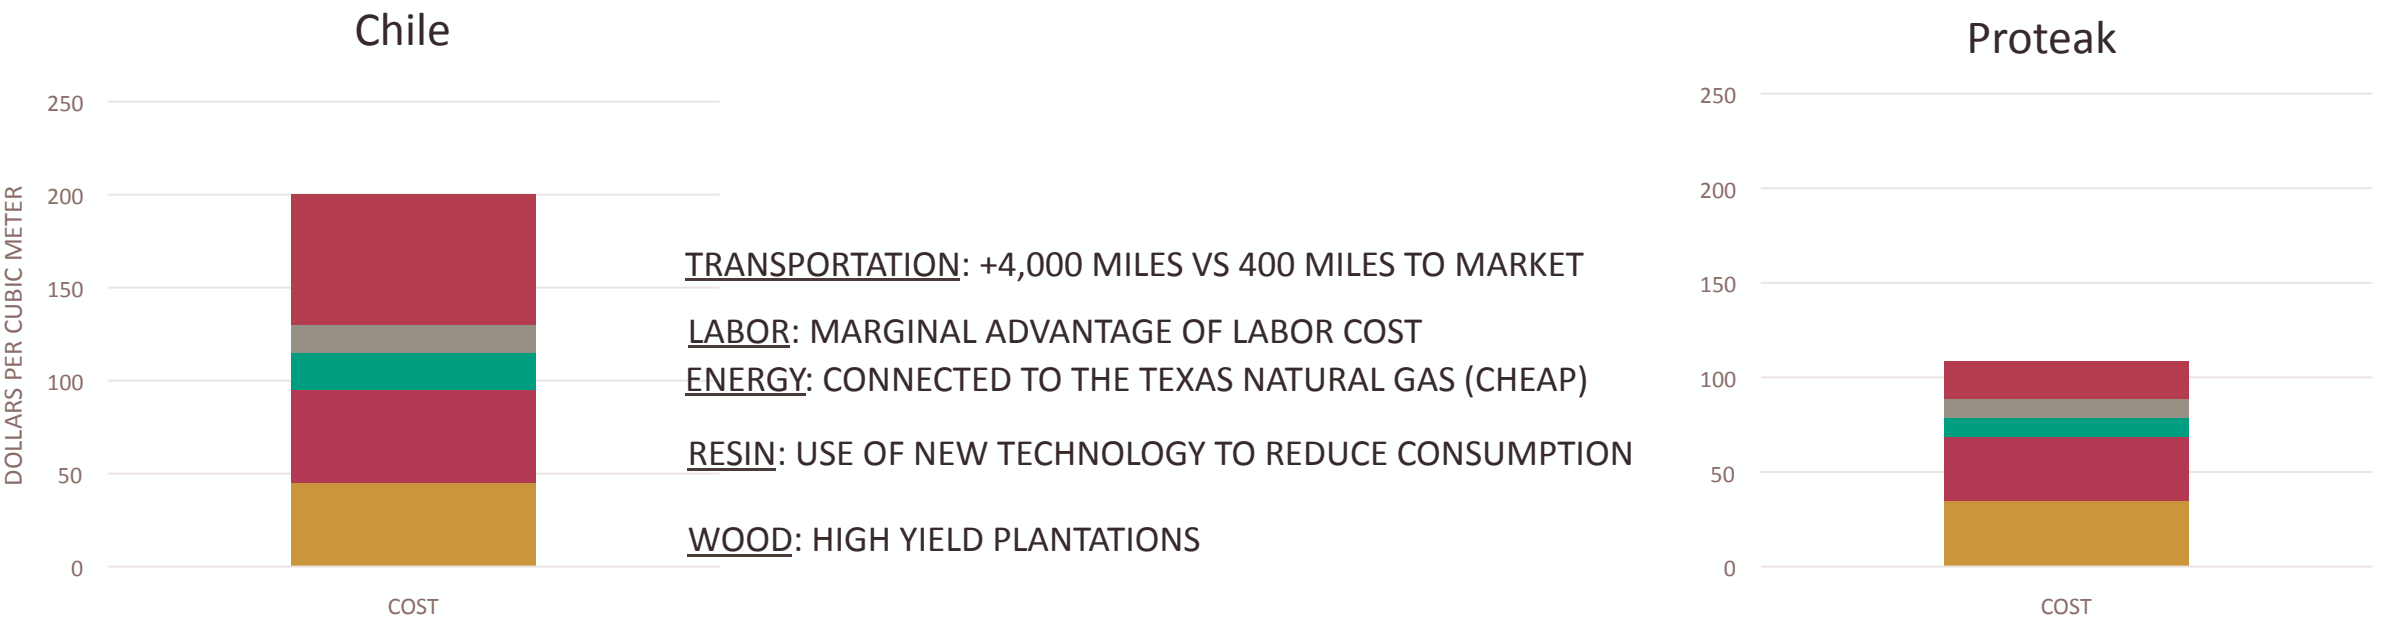 Chile
250
200
150
100
50
0
DOLLARS PER CUBIC METER
COST
TRANSPORTATION: +4,000 MILES VS 400 MILES TO MARKET
LABOR: MARGINAL ADVANTAGE OF LABOR COST
ENERGY: CONNECTED TO THE TEXAS NATURAL GAS (CHEAP)
RESIN: USE OF NEW TECHNOLOGY TO REDUCE CONSUMPTION
WOOD: HIGH YIELD PLANTATIONS
Proteak
250
200
150
100
50
0
COST